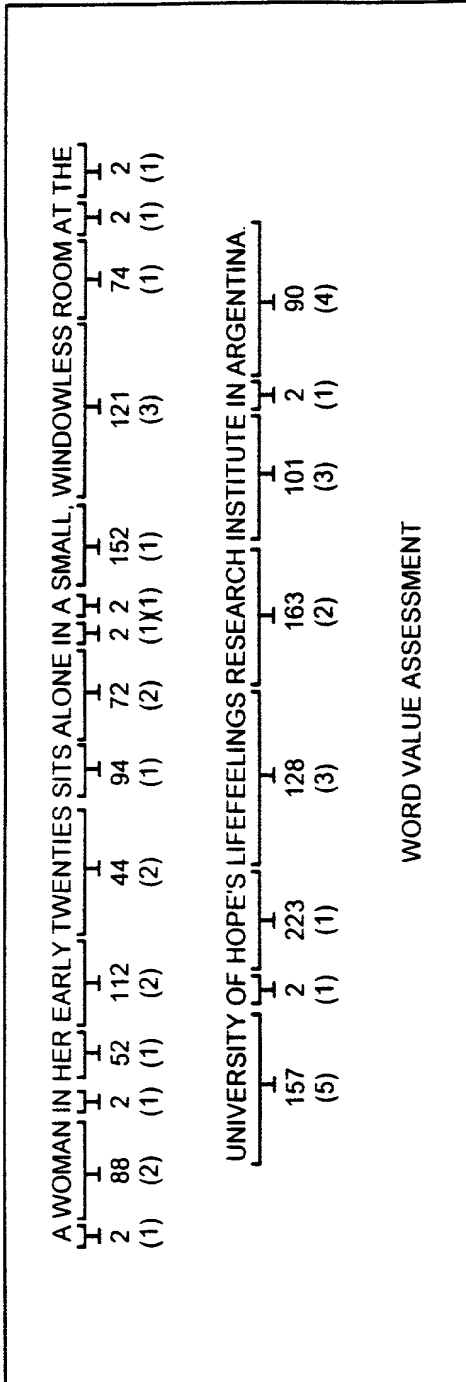 A WOMAN IN HER EARLY TWENTIES SITS ALONE IN A SMALL, WINDOWLESS ROOM AT THE
2 88 2 52 112 44 94 72 2 2 152 121 74 2 2
(1) (2) (1) (1) (2) (2) (1) (2) (1)(1) (1) (3) (1) (1) (1)
UNIVERSITY OF HOPE'S LIFEFEELINGS RESEARCH INSTITUTE IN ARGENTINA.
157 2 223 128 163 101 2 90
(5) (1) (1) (3) (2) (3) (1) (4)
WORD VALUE ASSESSMENT